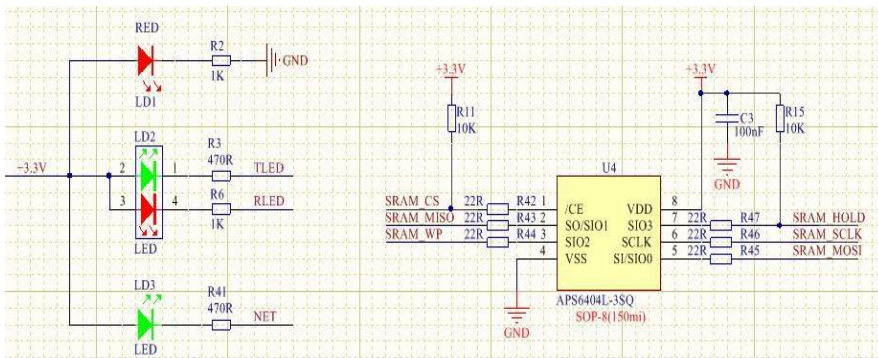 RED
R2
GND
1K
LD1
LD2
R3
470R
+3.3V
2
1
TLED
3
4
R6
RLED
1K
LED
LD3
R41
470R
NET
LED
+3.3V
R11
10K
+3.3V
C3
100nF
R15
10K
GND
U4
SRAM_CS
22R
R42
1
/CE
VDD
8
SRAM_MISO
22R
R43
2
SO/SIO1
SIO3
7
22R
R47
SRAM_HOLD
SRAM_WP
22R
R44
3
SIO2
SCLK
6
22R
R46
SRAM_SCLK
4
VSS
SI/SIO0
5
22R
R45
SRAM_MOSI
APS6404L-3SQ
SOP-8(150mi)
GND